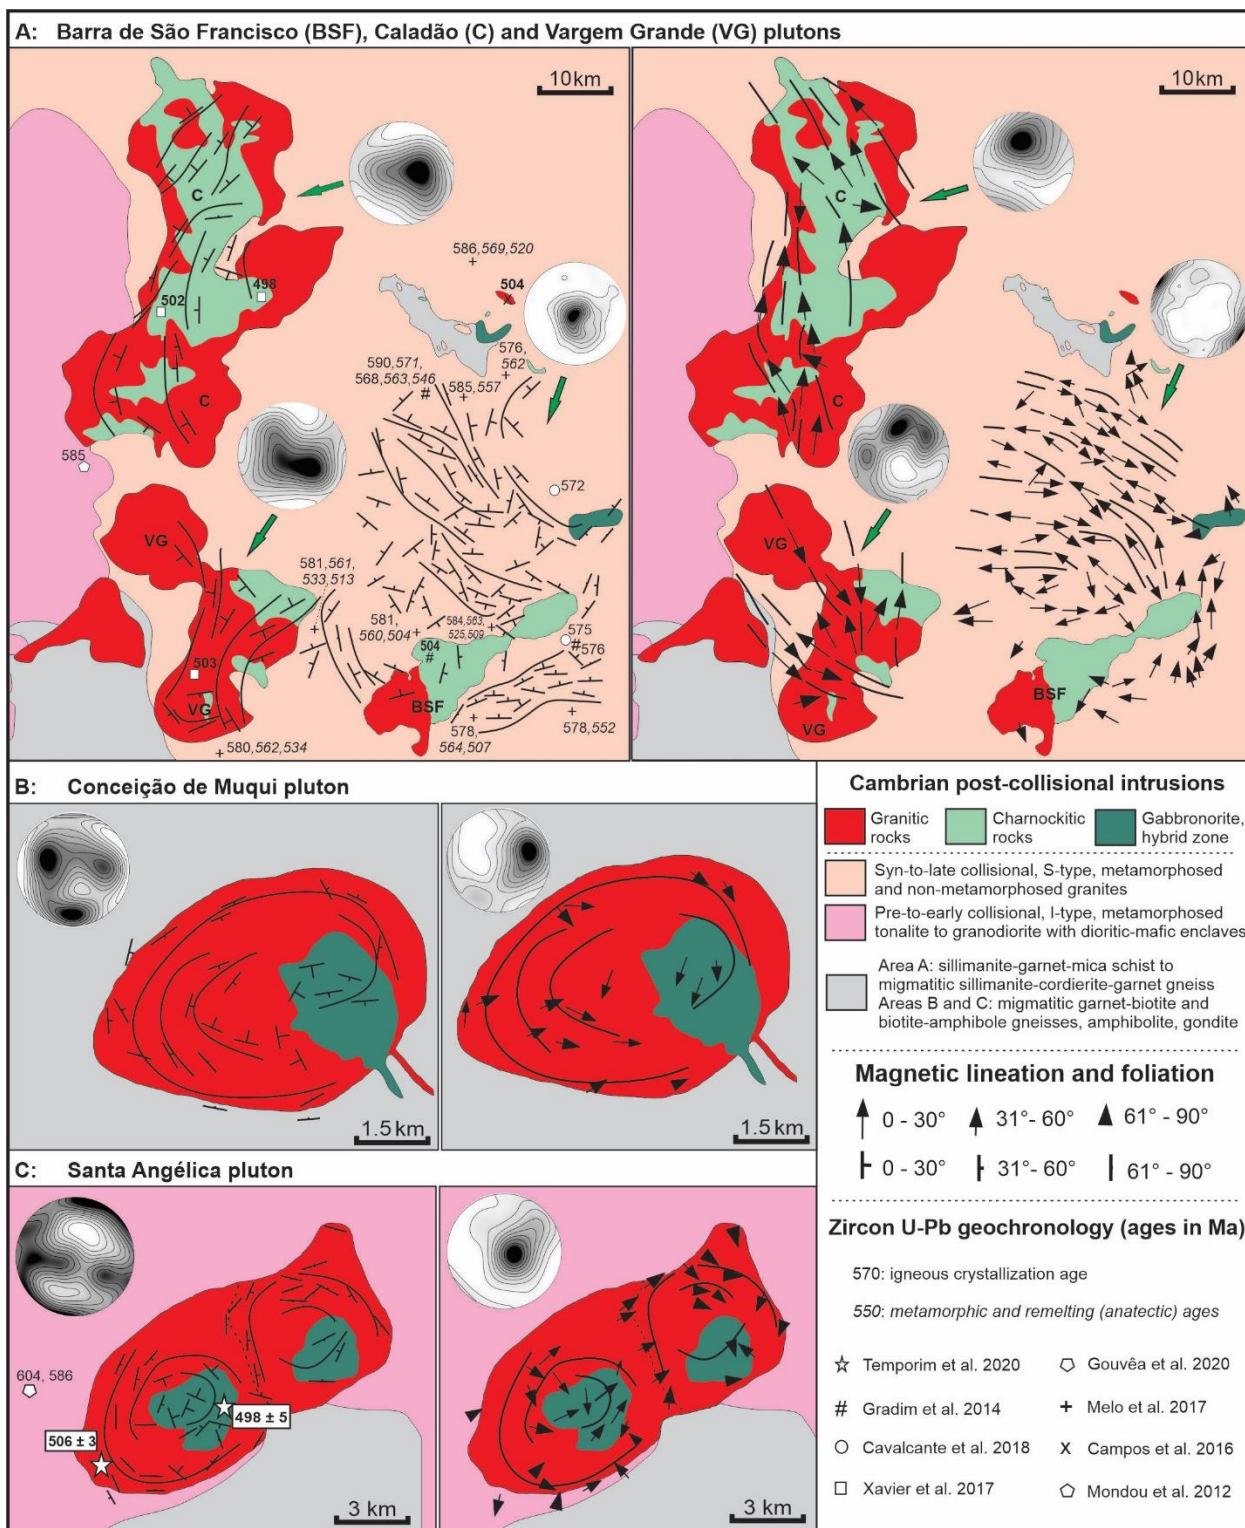 A: Barra de São Francisco (BSF), Caladão (C) and Vargem Grande (VG) plutons
10km
C
586,569,520
504
498
502
576,
562
590,571,
568,563,546
585,557
C
585
572
VG
581,561,
533,513
581,
560,504
584,563,
525,509
575
576
504
503
VG
BSF
578,
564,507
578,552
580,562,534
10km
C
C
VG
BSF
VG
B: Conceição de Muqui pluton
1.5 km
1.5 km
C: Santa Angélica pluton
604, 586
498 ± 5
506 ± 3
3 km
3 km
Cambrian post-collisional intrusions
Granitic
rocks
Charnockitic
rocks
Gabbronorite,
hybrid zone
Syn-to-late collisional, S-type, metamorphosed
and non-metamorphosed granites
Pre-to-early collisional, I-type, metamorphosed
tonalite to granodiorite with dioritic-mafic enclaves
Area A: sillimanite-garnet-mica schist to
migmatitic sillimanite-cordierite-garnet gneiss
Areas B and C: migmatitic garnet-biotite and
biotite-amphibole gneisses, amphibolite, gondite
Magnetic lineation and foliation
0 - 30°
31°- 60°
61° - 90°
0 - 30°
31°- 60°
61° - 90°
Zircon U-Pb geochronology (ages in Ma)
570: igneous crystallization age
550: metamorphic and remelting (anatectic) ages
Temporim et al. 2020
Gouvêa et al. 2020
# Gradim et al. 2014
+ Melo et al. 2017
Cavalcante et al. 2018
x Campos et al. 2016
Xavier et al. 2017
Mondou et al. 2012